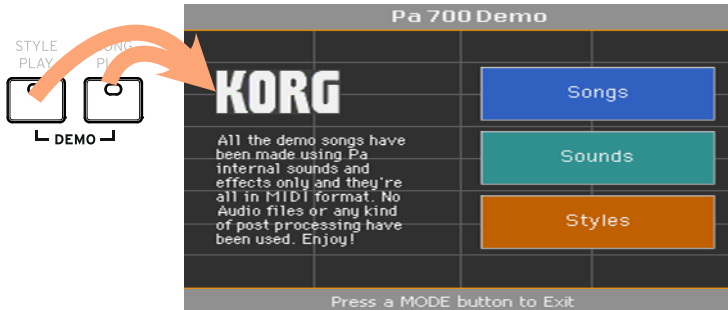 Pa700 Demo
STYLE
PLAY
SONG
DEMO
KORG
All the demo songs have
been made using Pa
internal sounds and
effects only and they're
all in MIDI format. No
Audio files or any kind
of post processing have
been used. Enjoy!
Songs
Sounds
Styles
Press a MODE button to Exit